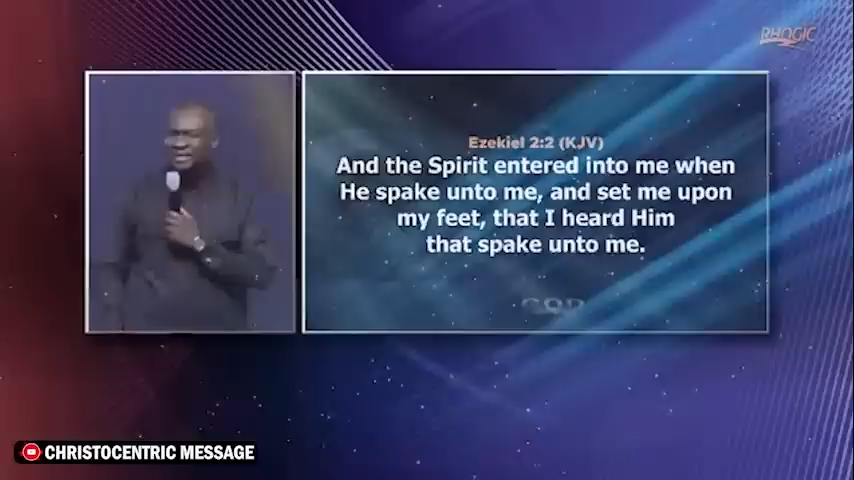 RHOGIC
Ezekiel 2:2 (KJV)
And the Spirit entered into me when
He spake unto me, and set me upon
my feet, that I heard Him
that spake unto me.
CHRISTOCENTRIC MESSAGE